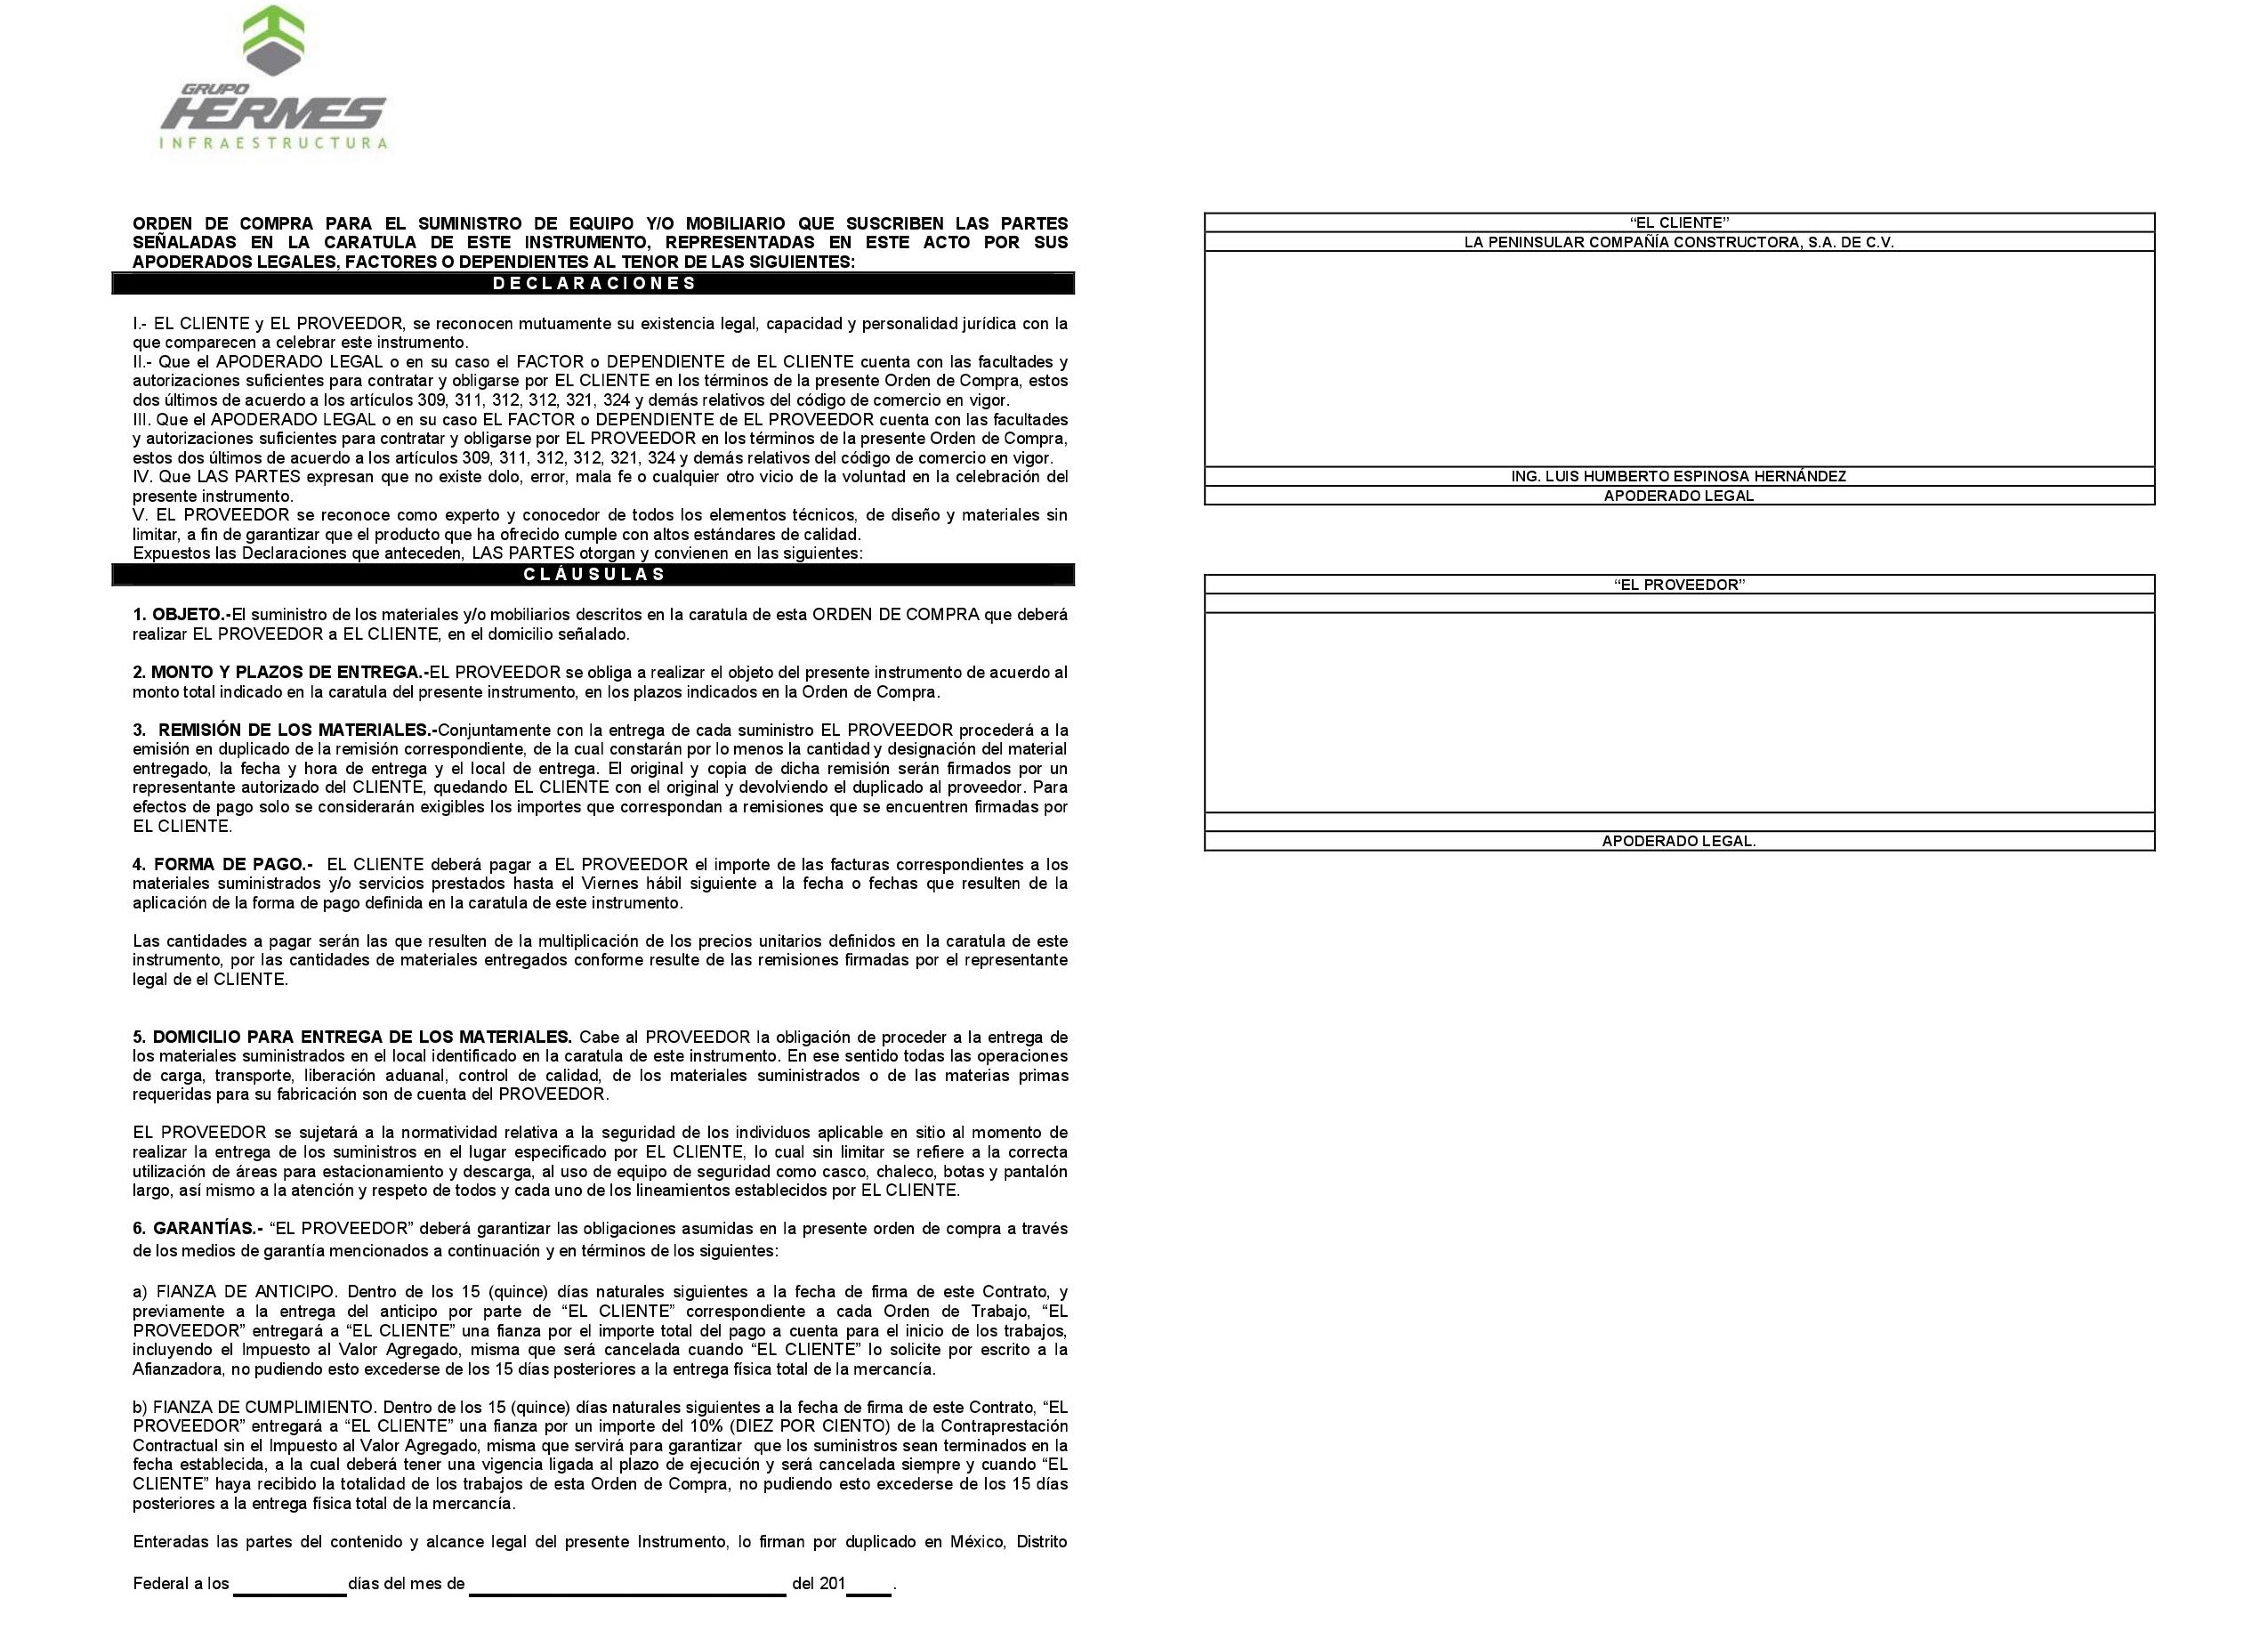 GRUPO
HERMES
INFRAESTRUCTURA
ORDEN DE COMPRA PARA EL SUMINISTRO DE EQUIPO Y/O MOBILIARIO QUE SUSCRIBEN LAS PARTES
SEÑALADAS EN LA CARATULA DE ESTE INSTRUMENTO, REPRESENTADAS EN ESTE ACTO POR SUS
APODERADOS LEGALES, FACTORES O DEPENDIENTES AL TENOR DE LAS SIGUIENTES:
DECLARACIONES
I.- EL CLIENTE y EL PROVEEDOR, se reconocen mutuamente su existencia legal, capacidad y personalidad jurídica con la
que comparecen a celebrar este instrumento.
II.- Que el APODERADO LEGAL o en su caso el FACTOR o DEPENDIENTE de EL CLIENTE cuenta con las facultades y
autorizaciones suficientes para contratar y obligarse por EL CLIENTE en los términos de la presente Orden de Compra, estos
dos últimos de acuerdo a los artículos 309, 311, 312, 312, 321, 324 y demás relativos del código de comercio en vigor.
III. Que el APODERADO LEGAL o en su caso EL FACTOR o DEPENDIENTE de EL PROVEEDOR cuenta con las facultades
y autorizaciones suficientes para contratar y obligarse por EL PROVEEDOR en los términos de la presente Orden de Compra,
estos dos últimos de acuerdo a los artículos 309, 311, 312, 312, 321, 324 y demás relativos del código de comercio en vigor.
IV. Que LAS PARTES expresan que no existe dolo, error, mala fe o cualquier otro vicio de la voluntad en la celebración del
presente instrumento.
V. EL PROVEEDOR se reconoce como experto y conocedor de todos los elementos técnicos, de diseño y materiales sin
limitar, a fin de garantizar que el producto que ha ofrecido cumple con altos estándares de calidad.
Expuestos las Declaraciones que anteceden, LAS PARTES otorgan y convienen en las siguientes:
CLÁUSULAS
1. OBJETO.-El suministro de los materiales y/o mobiliarios descritos en la caratula de esta ORDEN DE COMPRA que deberá
realizar EL PROVEEDOR a EL CLIENTE, en el domicilio señalado.
2. MONTO Y PLAZOS DE ENTREGA.-EL PROVEEDOR se obliga a realizar el objeto del presente instrumento de acuerdo al
monto total indicado en la caratula del presente instrumento, en los plazos indicados en la Orden de Compra.
3. REMISIÓN DE LOS MATERIALES.-Conjuntamente con la entrega de cada suministro EL PROVEEDOR procederá a la
emisión en duplicado de la remisión correspondiente, de la cual constarán por lo menos la cantidad y designación del material
entregado, la fecha y hora de entrega y el local de entrega. El original y copia de dicha remisión serán firmados por un
representante autorizado del CLIENTE, quedando EL CLIENTE con el original y devolviendo el duplicado al proveedor. Para
efectos de pago solo se considerarán exigibles los importes que correspondan a remisiones que se encuentren firmadas por
EL CLIENTE.
4. FORMA DE PAGO.- EL CLIENTE deberá pagar a EL PROVEEDOR el importe de las facturas correspondientes a los
materiales suministrados y/o servicios prestados hasta el Viernes hábil siguiente a la fecha o fechas que resulten de la
aplicación de la forma de pago definida en la caratula de este instrumento.
Las cantidades a pagar serán las que resulten de la multiplicación de los precios unitarios definidos en la caratula de este
instrumento, por las cantidades de materiales entregados conforme resulte de las remisiones firmadas por el representante
legal de el CLIENTE.
5. DOMICILIO PARA ENTREGA DE LOS MATERIALES. Cabe al PROVEEDOR la obligación de proceder a la entrega de
los materiales suministrados en el local identificado en la caratula de este instrumento. En ese sentido todas las operaciones
de carga, transporte, liberación aduanal, control de calidad, de los materiales suministrados o de las materias primas
requeridas para su fabricación son de cuenta del PROVEEDOR.
EL PROVEEDOR se sujetará a la normatividad relativa a la seguridad de los individuos aplicable en sitio al momento de
realizar la entrega de los suministros en el lugar especificado por EL CLIENTE, lo cual sin limitar se refiere a la correcta
utilización de áreas para estacionamiento y descarga, al uso de equipo de seguridad como casco, chaleco, botas y pantalón
largo, así mismo a la atención y respeto de todos y cada uno de los lineamientos establecidos por EL CLIENTE.
6. GARANTÍAS.- “EL PROVEEDOR” deberá garantizar las obligaciones asumidas en la presente orden de compra a través
de los medios de garantía mencionados a continuación y en términos de los siguientes:
a) FIANZA DE ANTICIPO. Dentro de los 15 (quince) días naturales siguientes a la fecha de firma de este Contrato, y
previamente a la entrega del anticipo por parte de “EL CLIENTE” correspondiente a cada Orden de Trabajo, “EL
PROVEEDOR” entregará a “EL CLIENTE” una fianza por el importe total del pago a cuenta para el inicio de los trabajos,
incluyendo el Impuesto al Valor Agregado, misma que será cancelada cuando “EL CLIENTE” lo solicite por escrito a la
Afianzadora, no pudiendo esto excederse de los 15 días posteriores a la entrega física total de la mercancía.
b) FIANZA DE CUMPLIMIENTO. Dentro de los 15 (quince) días naturales siguientes a la fecha de firma de este Contrato, “EL
PROVEEDOR” entregará a “EL CLIENTE” una fianza por un importe del 10% (DIEZ POR CIENTO) de la Contraprestación
Contractual sin el Impuesto al Valor Agregado, misma que servirá para garantizar que los suministros sean terminados en la
fecha establecida, a la cual deberá tener una vigencia ligada al plazo de ejecución y será cancelada siempre y cuando “EL
CLIENTE” haya recibido la totalidad de los trabajos de esta Orden de Compra, no pudiendo esto excederse de los 15 días
posteriores a la entrega física total de la mercancía.
Enteradas las partes del contenido y alcance legal del presente Instrumento, lo firman por duplicado en México, Distrito
Federal a los ____ días del mes de ____ del 201____.
“EL CLIENTE”
LA PENINSULAR COMPAÑÍA CONSTRUCTORA, S.A. DE C.V.
ING. LUIS HUMBERTO ESPINOSA HERNÁNDEZ
APODERADO LEGAL
“EL PROVEEDOR”
APODERADO LEGAL.